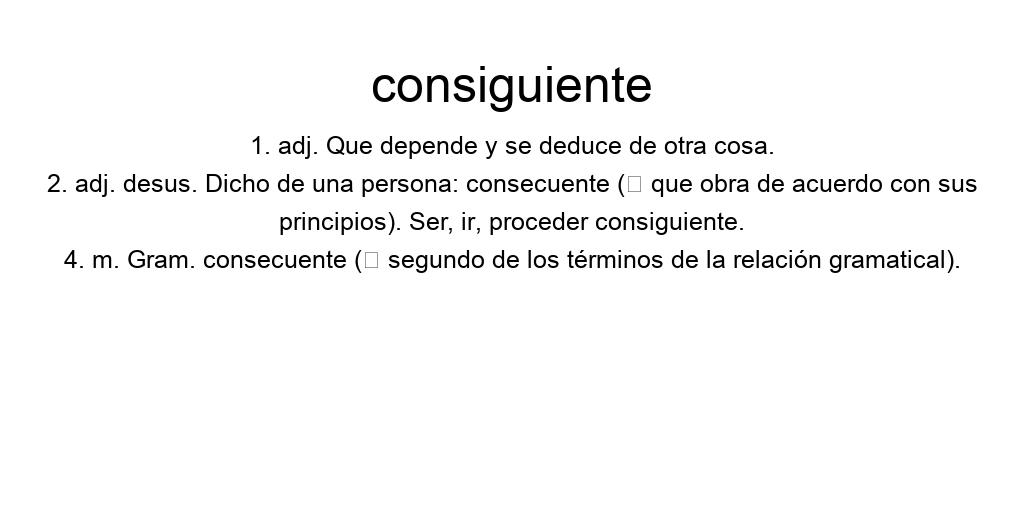 consiguiente
1. adj. Que depende y se deduce de otra cosa.
2. adj. desus. Dicho de una persona: consecuente (□ que obra de acuerdo con sus
principios). Ser, ir, proceder consiguiente.
4. m. Gram. consecuente (□ segundo de los términos de la relación gramatical).